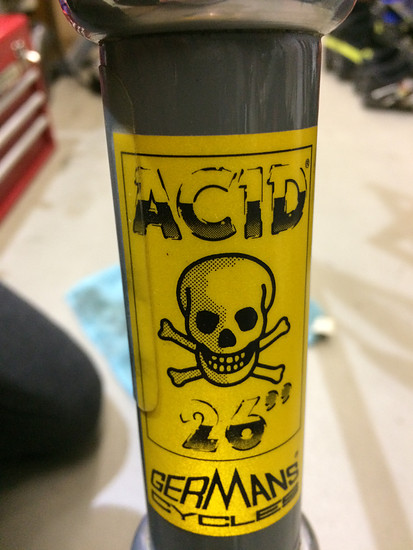 ACID®
26"
GERMANS®
CYCLES